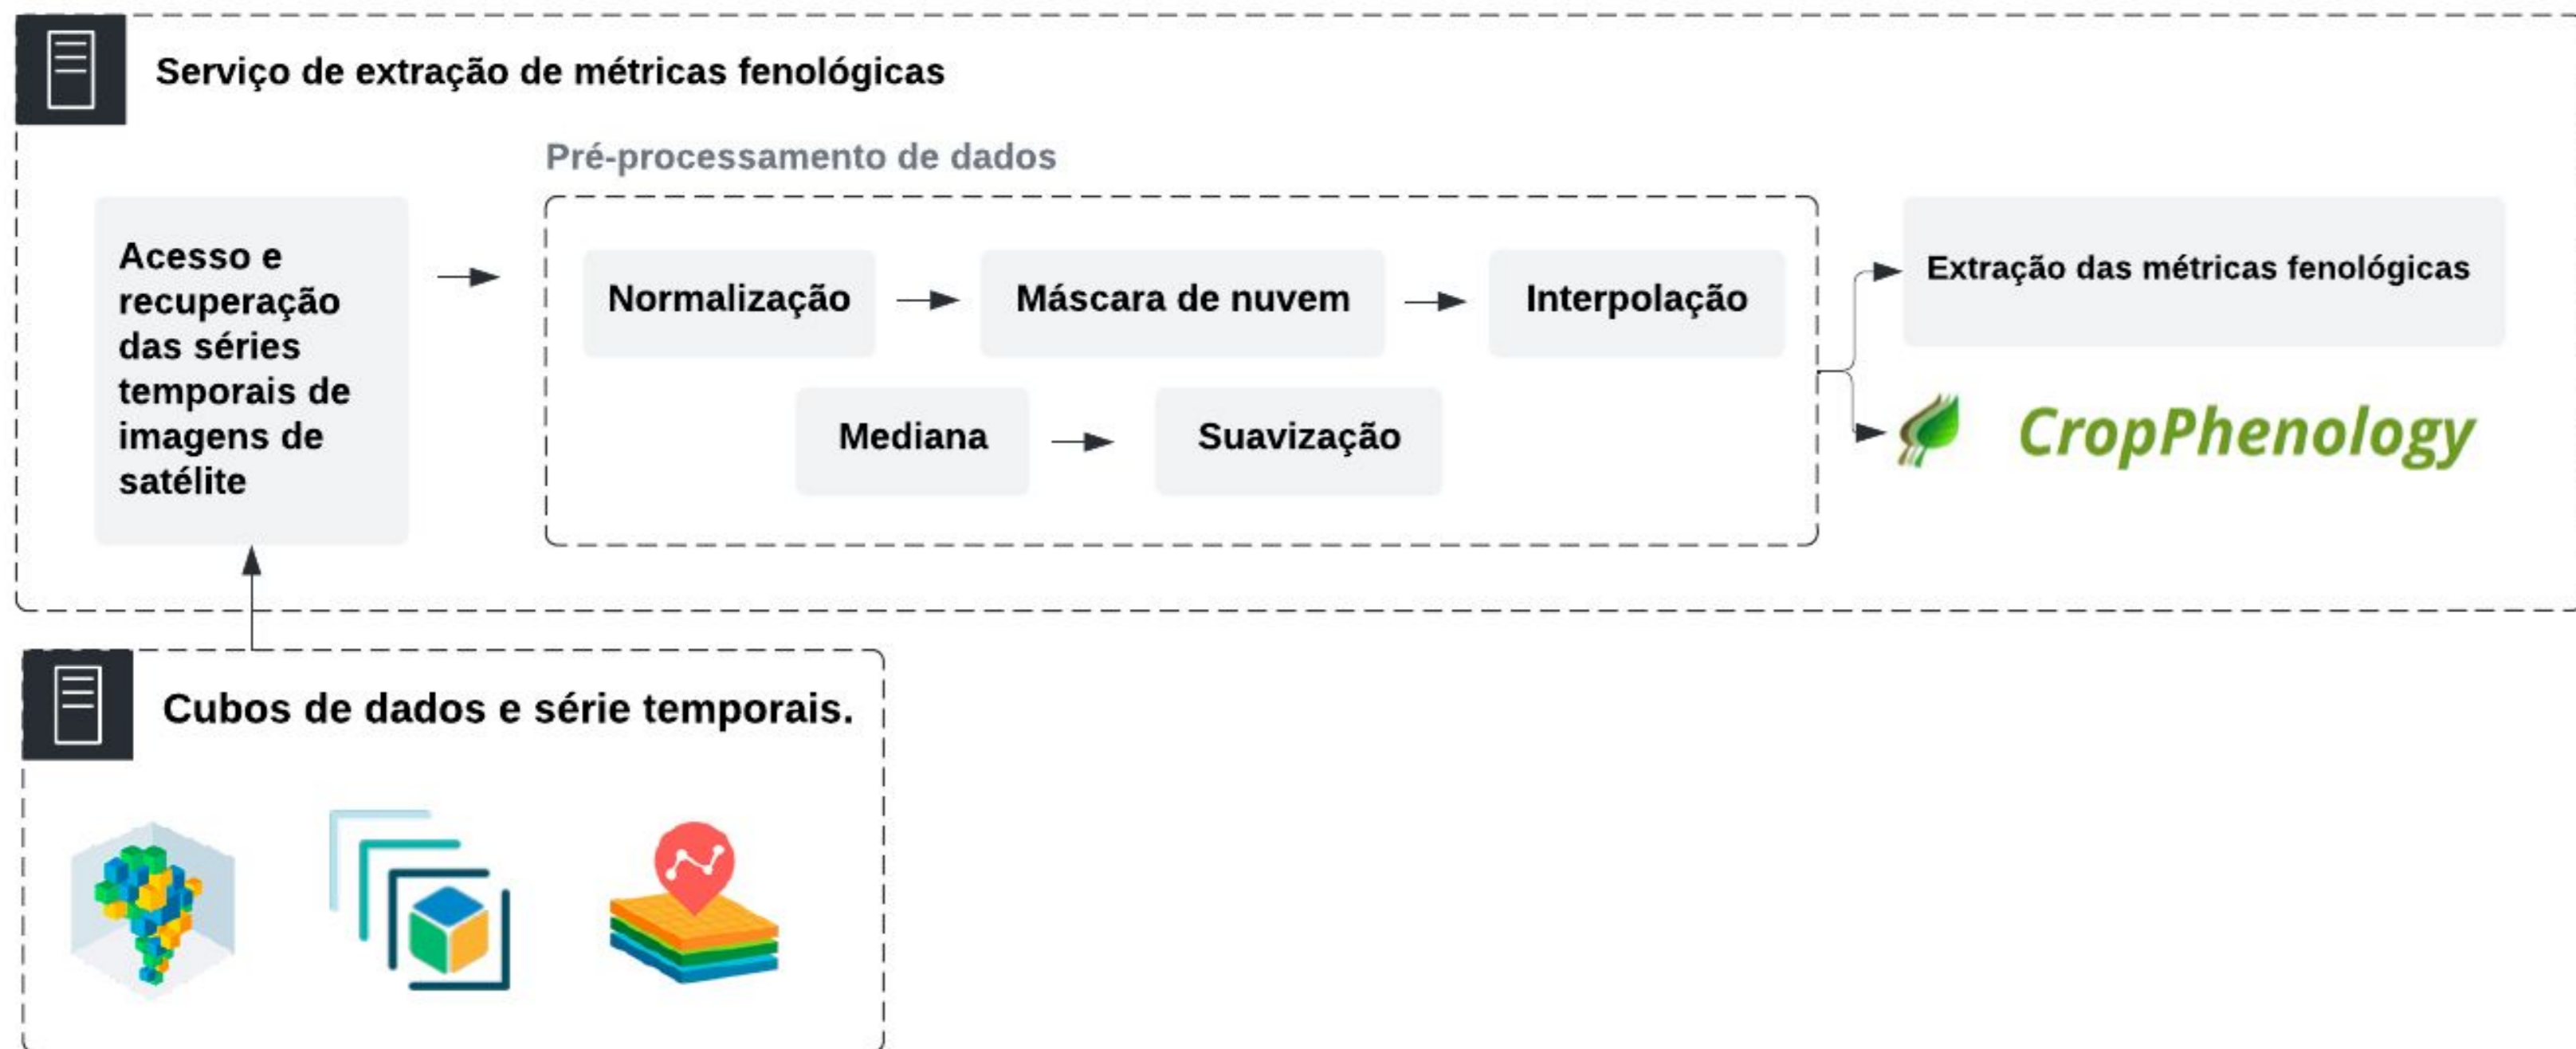 Serviço de extração de métricas fenológicas
Pré-processamento de dados
Acesso e
recuperação
das séries
temporais de
imagens de
satélite
Normalização
Máscara de nuvem
Interpolação
Mediana
Suavização
Extração das métricas fenológicas
CropPhenology
Cubos de dados e série temporais.